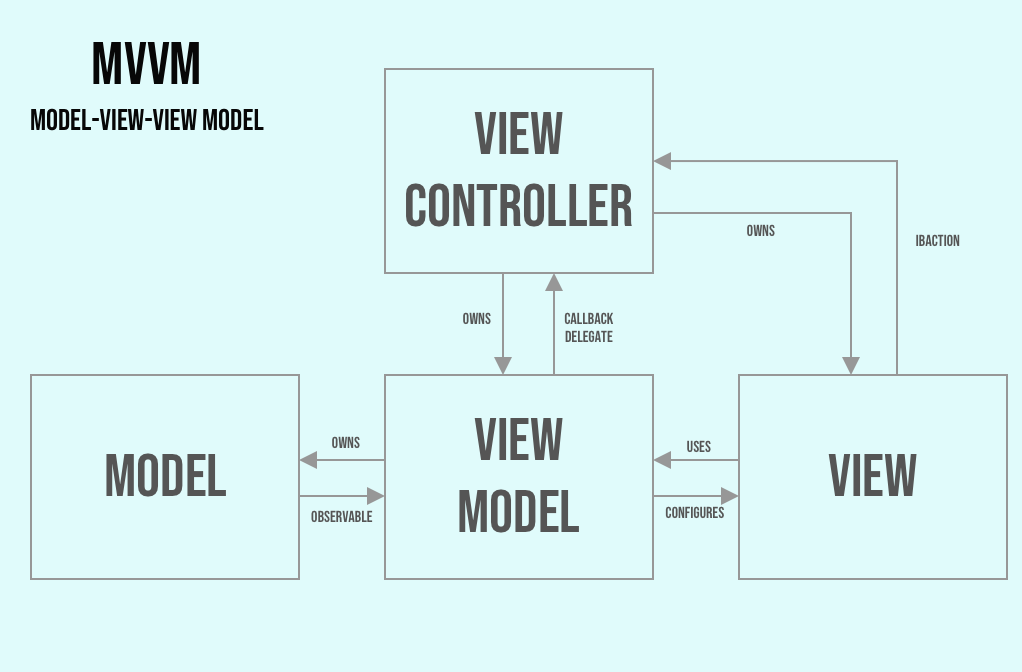 MVVM
MODEL-VIEW-VIEW MODEL
VIEW
CONTROLLER
OWNS
IBACTION
OWNS
CALLBACK
DELEGATE
MODEL
OWNS
OBSERVABLE
VIEW
MODEL
USES
CONFIGURES
VIEW